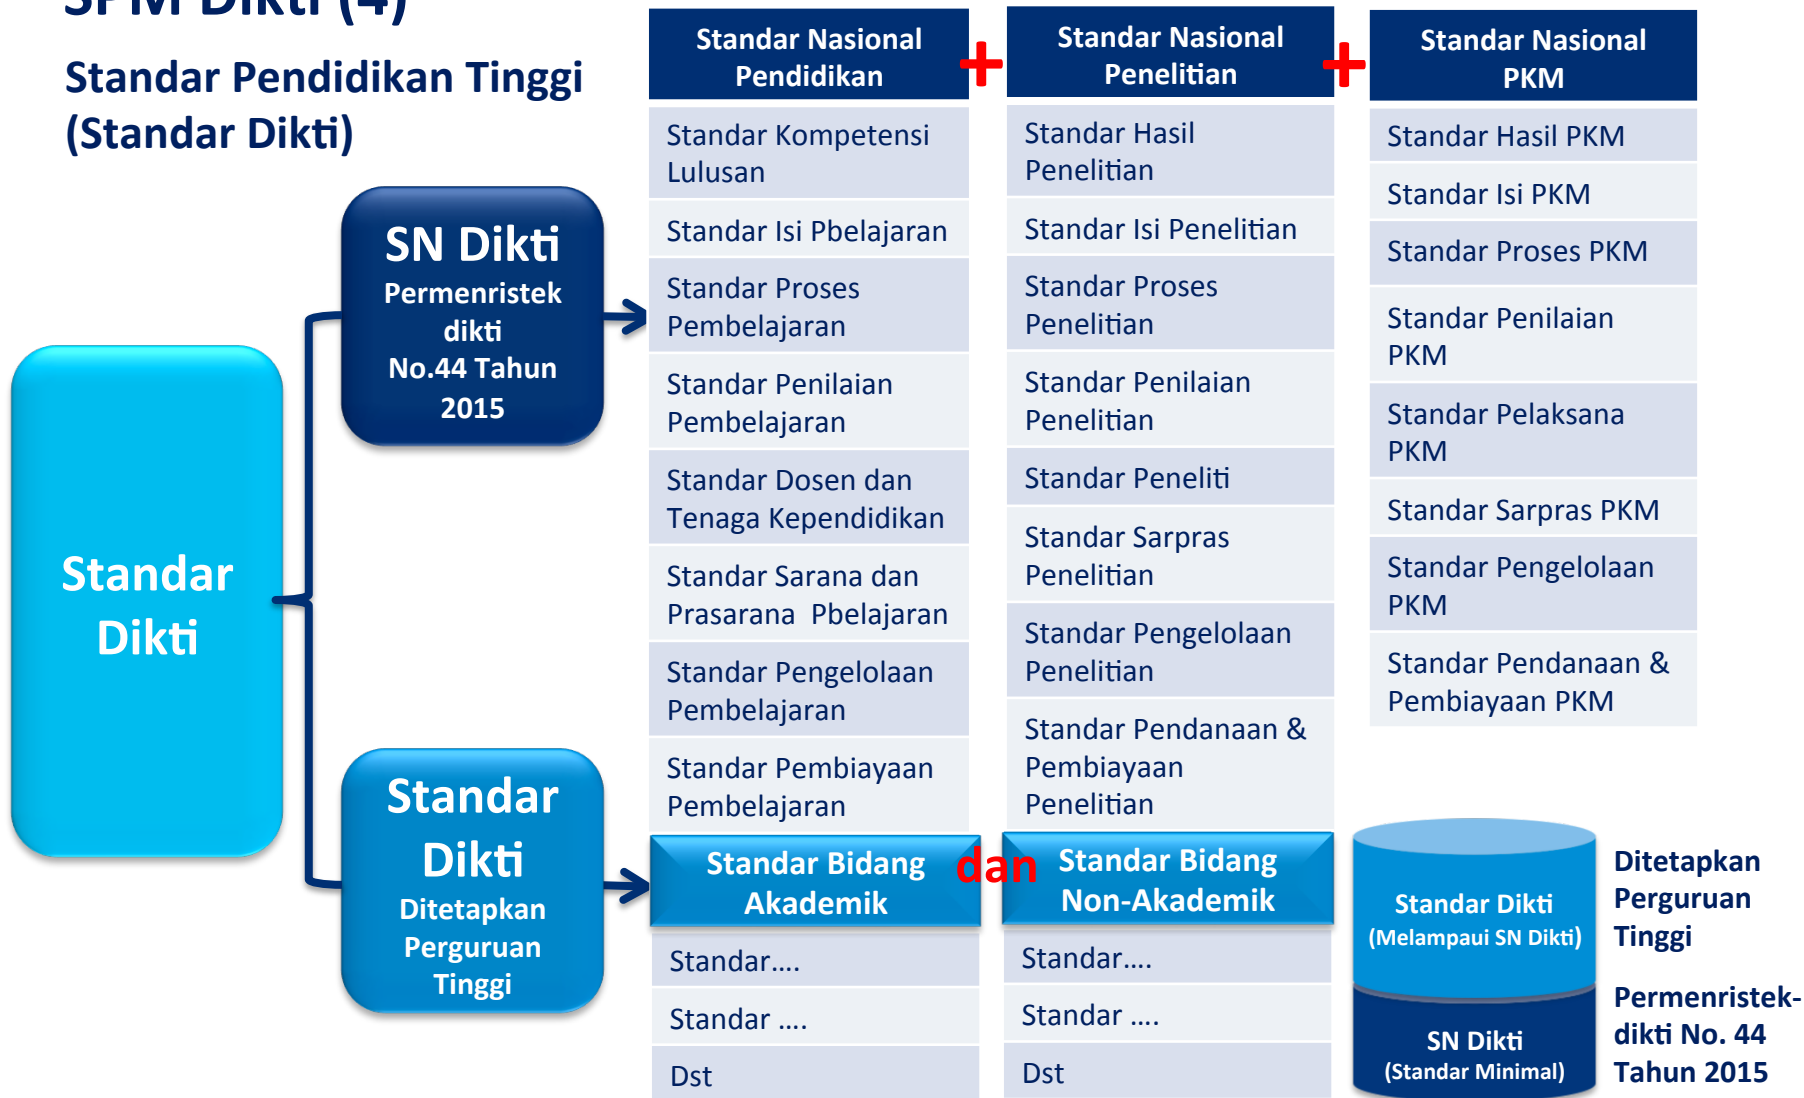 SPM Dikti (4)
Standar Pendidikan Tinggi
(Standar Dikti)
Standar
Dikti
SN Dikti
Permenristek
dikti
No.44 Tahun
2015
Standar
Dikti
Ditetapkan
Perguruan
Tinggi
Standar Nasional
Pendidikan
Standar Kompetensi
Lulusan
Standar Isi Pbelajaran
Standar Proses
Pembelajaran
Standar Penilaian
Pembelajaran
Standar Dosen dan
Tenaga Kependidikan
Standar Sarana dan
Prasarana Pbelajaran
Standar Pengelolaan
Pembelajaran
Standar Pembiayaan
Pembelajaran
+
Standar Nasional
Penelitian
Standar Hasil
Penelitian
Standar Isi Penelitian
Standar Proses
Penelitian
Standar Penilaian
Penelitian
Standar Peneliti
Standar Sarpras
Penelitian
Standar Pengelolaan
Penelitian
Standar Pendanaan &
Pembiayaan
Penelitian
+
Standar Nasional
PKM
Standar Hasil PKM
Standar Isi PKM
Standar Proses PKM
Standar Penilaian
PKM
Standar Pelaksana
PKM
Standar Sarpras PKM
Standar Pengelolaan
PKM
Standar Pendanaan &
Pembiayaan PKM
Standar Bidang
Akademik
Standar....
Standar ....
Dst
dan
Standar Bidang
Non-Akademik
Standar....
Standar ....
Dst
Standar Dikti
(Melampaui SN Dikti)
SN Dikti
(Standar Minimal)
Ditetapkan
Perguruan
Tinggi
Permenristek-
dikti No. 44
Tahun 2015